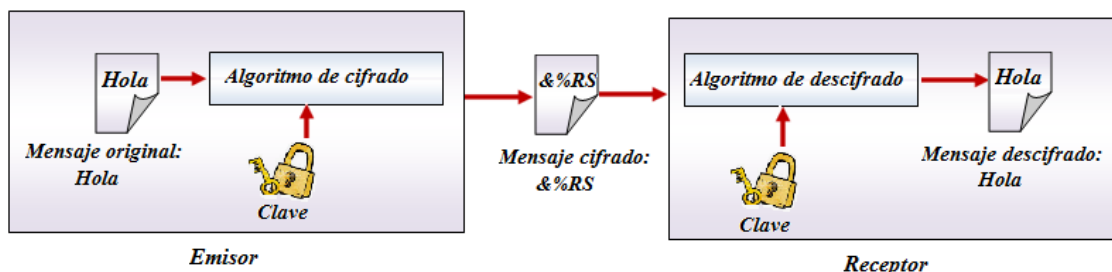 Hola
Algoritmo de cifrado
Mensaje original:
Hola
Clave
Emisor
&%RS
Mensaje cifrado:
&%RS
Algoritmo de descifrado
Hola
Clave
Mensaje descifrado:
Hola
Receptor